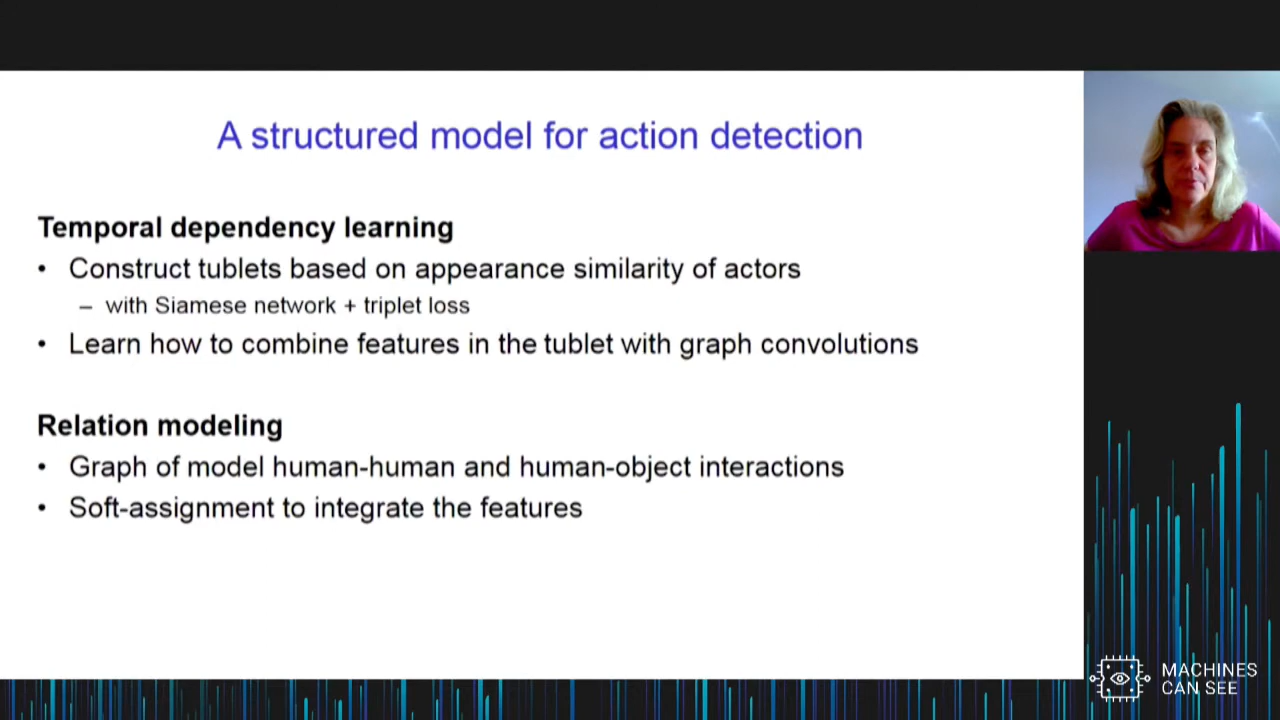 A structured model for action detection
Temporal dependency learning
• Construct tublets based on appearance similarity of actors
– with Siamese network + triplet loss
• Learn how to combine features in the tublet with graph convolutions
Relation modeling
• Graph of model human-human and human-object interactions
• Soft-assignment to integrate the features
MACHINES
CAN SEE